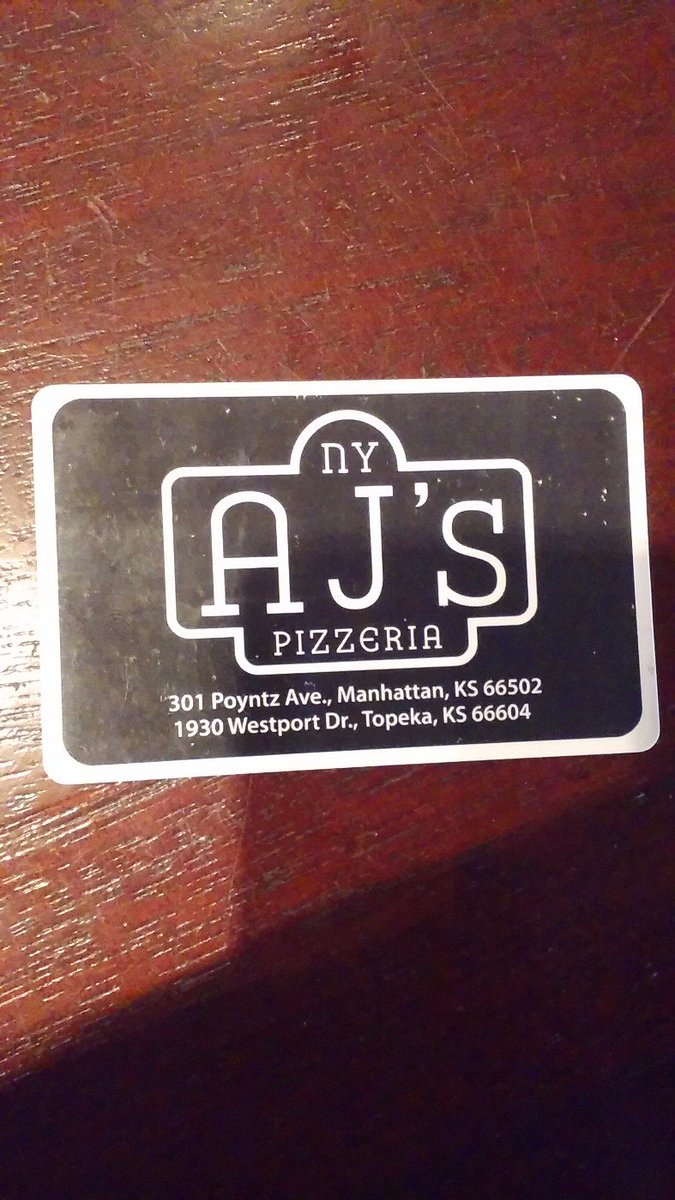 NY
AJ'S
PIZZERIA
301 Poyntz Ave., Manhattan, KS 66502
1930 Westport Dr., Topeka, KS 66604